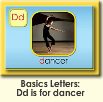 Dd
dancer
Basics Letters:
Dd is for dancer